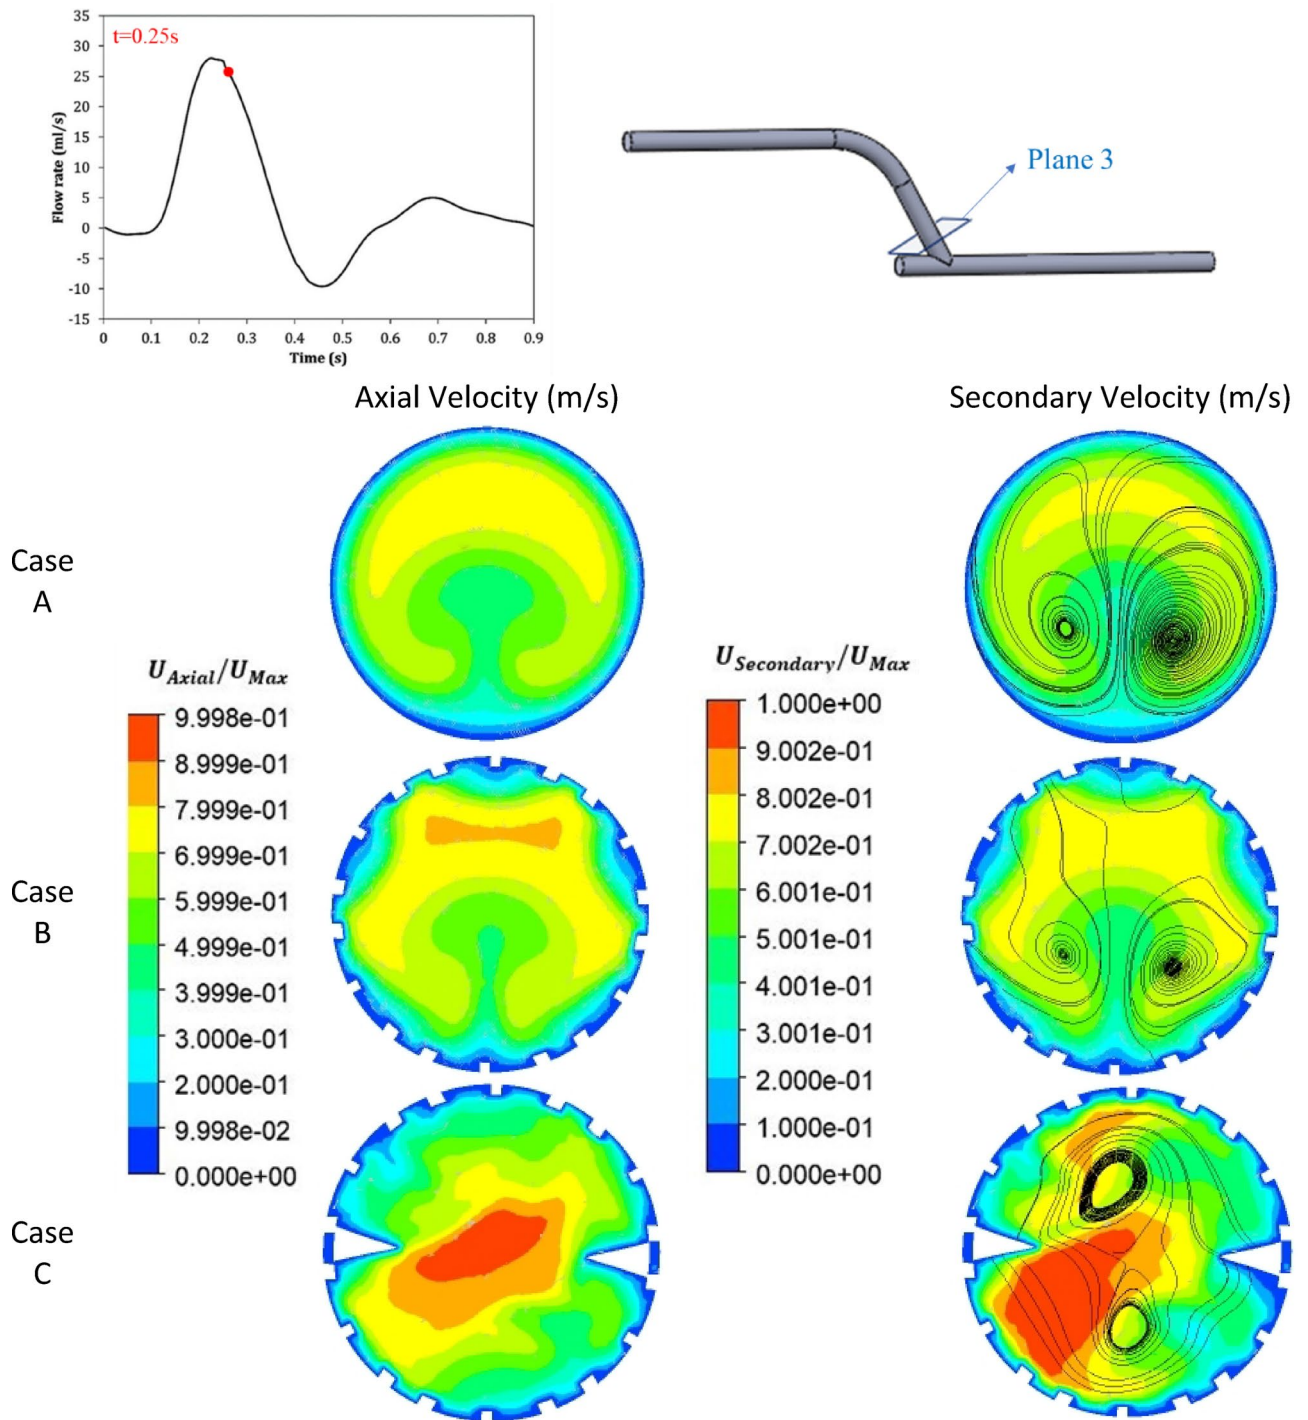 t=0.25s
Flow rate (ml/s)
35
30
25
20
15
10
5
0
-5
-10
-15
0 0.1 0.2 0.3 0.4 0.5 0.6 0.7 0.8 0.9
Time (s)
Plane 3
Axial Velocity (m/s)
Secondary Velocity (m/s)
Case
A
U_Axial/U_Max
9.998e-01
8.999e-01
7.999e-01
6.999e-01
5.999e-01
4.999e-01
3.999e-01
3.000e-01
2.000e-01
9.998e-02
0.000e+00
U_Secondary/U_Max
1.000e+00
9.002e-01
8.002e-01
7.002e-01
6.001e-01
5.001e-01
4.001e-01
3.001e-01
2.000e-01
1.000e-01
0.000e+00
Case
B
Case
C